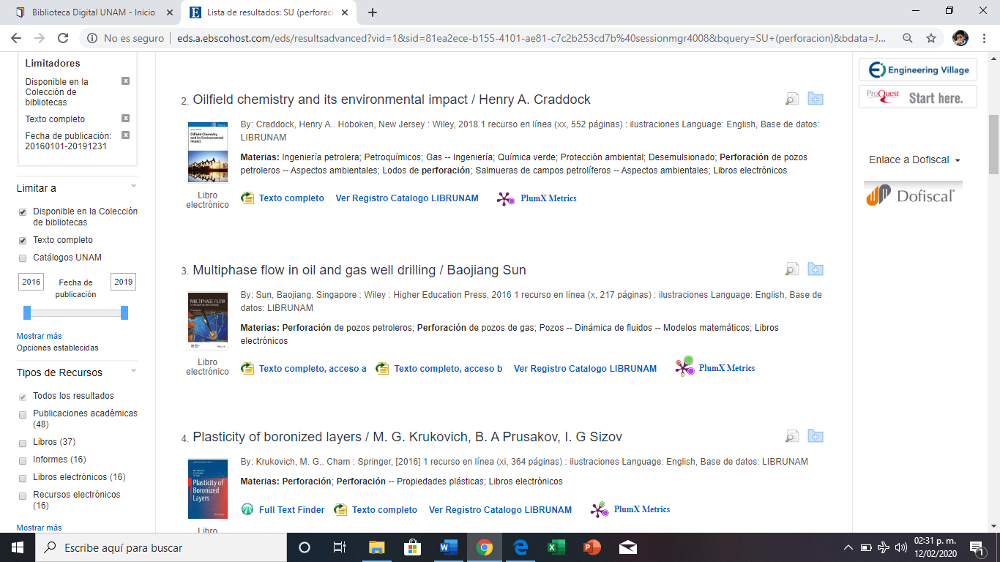 Biblioteca Digital UNAM - Inicio
Lista de resultados: SU (perforaci
No es seguro
eds.a.ebscohost.com/eds/resultsadvanced?vid=1&sid=81ea2ece-b155-4101-ae81-c7c2b253cd7b%40sessionmgr4008&bquery=SU+(perforacion)&bdata=J...
Limitadores
Disponible en la
Colección de
bibliotecas
Texto completo
Fecha de publicación:
20160101-20191231
Limitar a
Disponible en la Colección
de bibliotecas
Texto completo
Catálogos UNAM
2016
Fecha de
publicación
2019
Mostrar más
Opciones establecidas
Tipos de Recursos
Todos los resultados
Publicaciones académicas
(48)
Libros (37)
Informes (16)
Libros electrónicos (16)
Recursos electrónicos
(16)
Mostrar más
2. Oilfield chemistry and its environmental impact / Henry A. Craddock
By: Craddock, Henry A.. Hoboken, New Jersey : Wiley, 2018 1 recurso en línea (xx, 552 páginas) : ilustraciones Language: English, Base de datos:
LIBRUNAM
Materias: Ingeniería petrolera; Petroquímicos; Gas -- Ingeniería; Química verde; Protección ambiental; Desemulsionado; Perforación de pozos
petroleros -- Aspectos ambientales; Lodos de perforación; Salmueras de campos petrolíferos -- Aspectos ambientales; Libros electrónicos
Oilfield Chemistry
and its Environmental
Impact
Libro
electrónico
Texto completo
Ver Registro Catalogo LIBRUNAM
PlumX Metrics
3. Multiphase flow in oil and gas well drilling / Baojiang Sun
By: Sun, Baojiang. Singapore : Wiley : Higher Education Press, 2016 1 recurso en línea (x, 217 páginas) : ilustraciones Language: English, Base de
datos: LIBRUNAM
Materias: Perforación de pozos petroleros; Perforación de pozos de gas; Pozos -- Dinámica de fluidos -- Modelos matemáticos; Libros
electrónicos
MULTIPHASE FLOW
Libro
electrónico
Texto completo, acceso a
Texto completo, acceso b
Ver Registro Catalogo LIBRUNAM
PlumX Metrics
4. Plasticity of boronized layers / M. G. Krukovich, B. A Prusakov, I. G Sizov
By: Krukovich, M. G.. Cham : Springer, [2016] 1 recurso en línea (xi, 364 páginas) : ilustraciones Language: English, Base de datos: LIBRUNAM
Materias: Perforación; Perforación -- Propiedades plásticas; Libros electrónicos
Plasticity of
Boronized
Layers
Libro
Full Text Finder
Texto completo
Ver Registro Catalogo LIBRUNAM
PlumX Metrics
Engineering Village
ProQuest
Start here.
Enlace a Dofiscal
Dofiscal
Escribe aquí para buscar
02:31 p. m.
12/02/2020
1